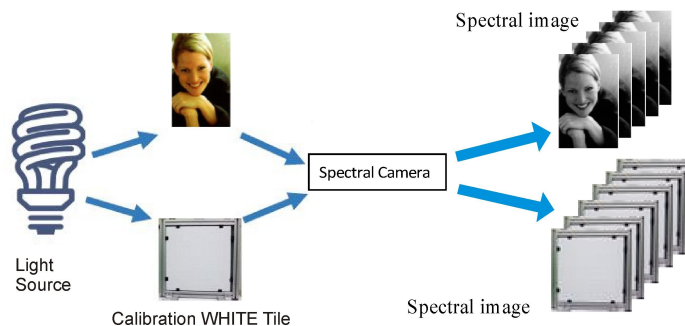 Spectral image
Spectral Camera
Light
Source
Calibration WHITE Tile
Spectral image